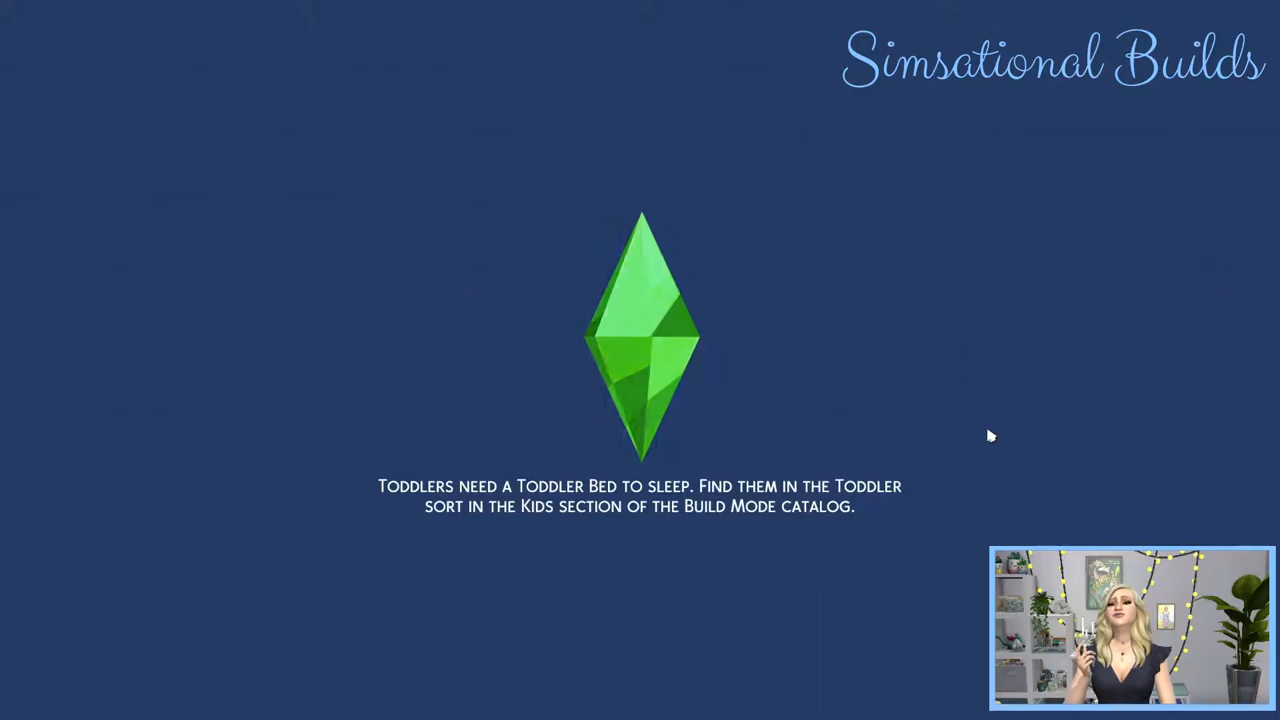 Simsational Builds
TODDLERS NEED A TODDLER BED TO SLEEP. FIND THEM IN THE TODDLER
SORT IN THE KIDS SECTION OF THE BUILD MODE CATALOG.